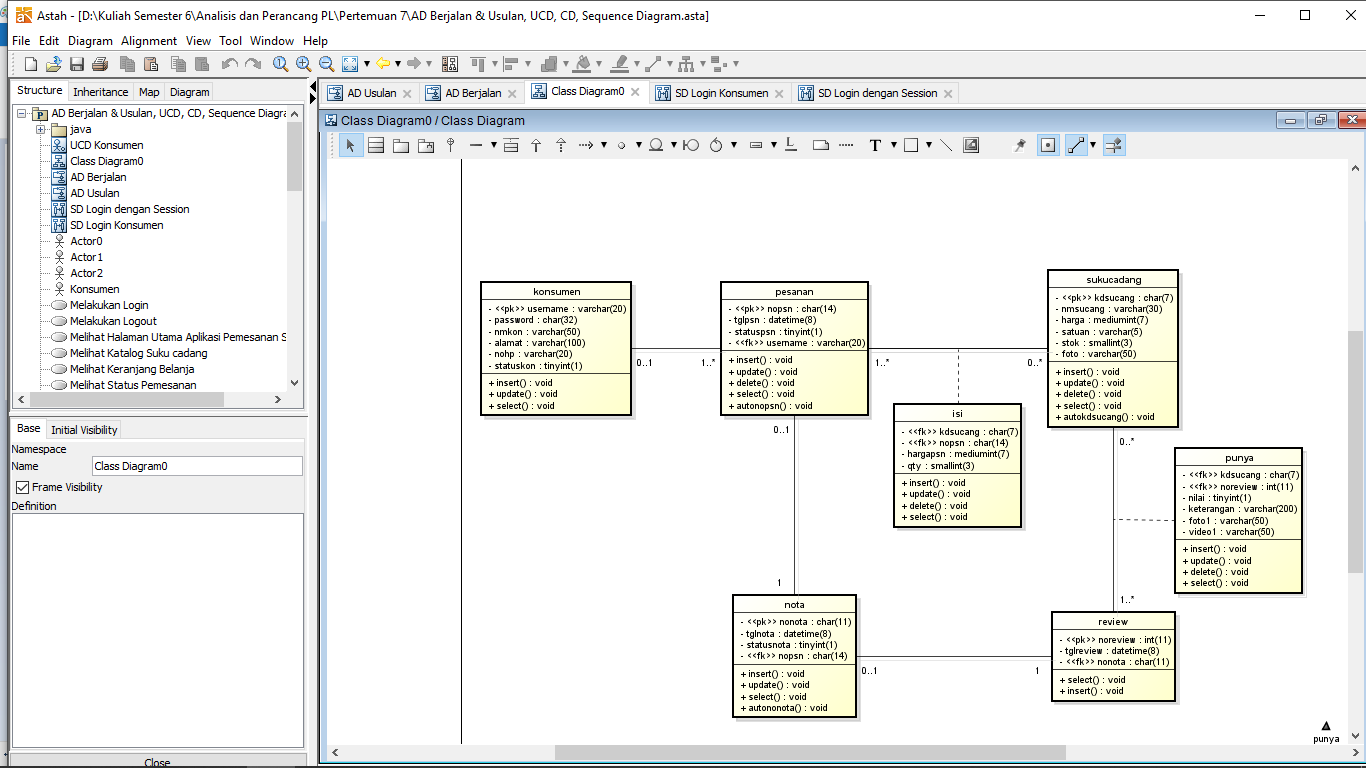 Astah - [D:\Kuliah Semester 6\Analisis dan Perancang PL\Pertemuan 7\AD Berjalan & Usulan, UCD, CD, Sequence Diagram.asta]
File Edit Diagram Alignment View Tool Window Help
Structure Inheritance Map Diagram
AD Berjalan & Usulan, UCD, CD, Sequence Diagra
java
UCD Konsumen
Class Diagram0
AD Berjalan
AD Usulan
SD Login dengan Session
SD Login Konsumen
Actor0
Actor1
Actor2
Konsumen
Melakukan Login
Melakukan Logout
Melihat Halaman Utama Aplikasi Pemesanan S
Melihat Katalog Suku cadang
Melihat Keranjang Belanja
Melihat Status Pemesanan
Base Initial Visibility
Namespace
Name Class Diagram0
Frame Visibility
Definition
Close
AD Usulan AD Berjalan Class Diagram0 SD Login Konsumen SD Login dengan Session
Class Diagram0 / Class Diagram
T
konsumen
- <<pk>> username : varchar(20)
- password : char(32)
- nmkon : varchar(50)
- alamat : varchar(100)
- nohp : varchar(20)
- statuskon : tinyint(1)
+ insert() : void
+ update() : void
+ select() : void
0..1 1..*
pesanan
- <<pk>> nopsn : char(14)
- tglpsn : datetime(8)
- statuspsn : tinyint(1)
- <<fk>> username : varchar(20)
+ insert() : void
+ update() : void
+ delete() : void
+ select() : void
+ autonopsn() : void
1..* 0..*
sukucadang
- <<pk>> kdsucang : char(7)
- nmsucang : varchar(30)
- harga : mediumint(7)
- satuan : varchar(5)
- stok : smallint(3)
- foto : varchar(50)
+ insert() : void
+ update() : void
+ delete() : void
+ select() : void
+ autokdsucang() : void
isi
- <<fk>> kdsucang : char(7)
- <<fk>> nopsn : char(14)
- hargapsn : mediumint(7)
- qty : smallint(3)
+ insert() : void
+ update() : void
+ delete() : void
+ select() : void
0..1
1
0..*
1..*
punya
- <<fk>> kdsucang : char(7)
- <<fk>> noreview : int(11)
- nilai : tinyint(1)
- keterangan : varchar(200)
- foto1 : varchar(50)
- video1 : varchar(50)
+ insert() : void
+ update() : void
+ delete() : void
+ select() : void
nota
- <<pk>> nonota : char(11)
- tglnota : datetime(8)
- statusnota : tinyint(1)
- <<fk>> nopsn : char(14)
+ insert() : void
+ update() : void
+ select() : void
+ autononota() : void
0..1 1
review
- <<pk>> noreview : int(11)
- tglreview : datetime(8)
- <<fk>> nonota : char(11)
+ select() : void
+ insert() : void
punya